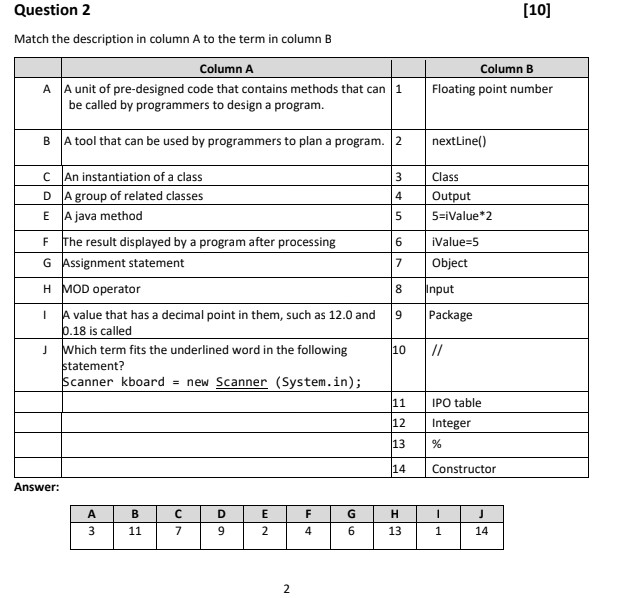 Question 2 [10]
Match the description in column A to the term in column B
Column A Column B
A A unit of pre-designed code that contains methods that can 1 Floating point number
be called by programmers to design a program.
B A tool that can be used by programmers to plan a program. 2 nextLine()
C An instantiation of a class 3 Class
D A group of related classes 4 Output
E A java method 5 5=iValue*2
F The result displayed by a program after processing 6 iValue=5
G Assignment statement 7 Object
H MOD operator 8 Input
I A value that has a decimal point in them, such as 12.0 and 9 Package
0.18 is called
J Which term fits the underlined word in the following 10 //
statement?
Scanner kboard = new Scanner (System.in);
11 IPO table
12 Integer
13 %
14 Constructor
Answer:
A B C D E F G H I J
3 11 7 9 2 4 6 13 1 14
2